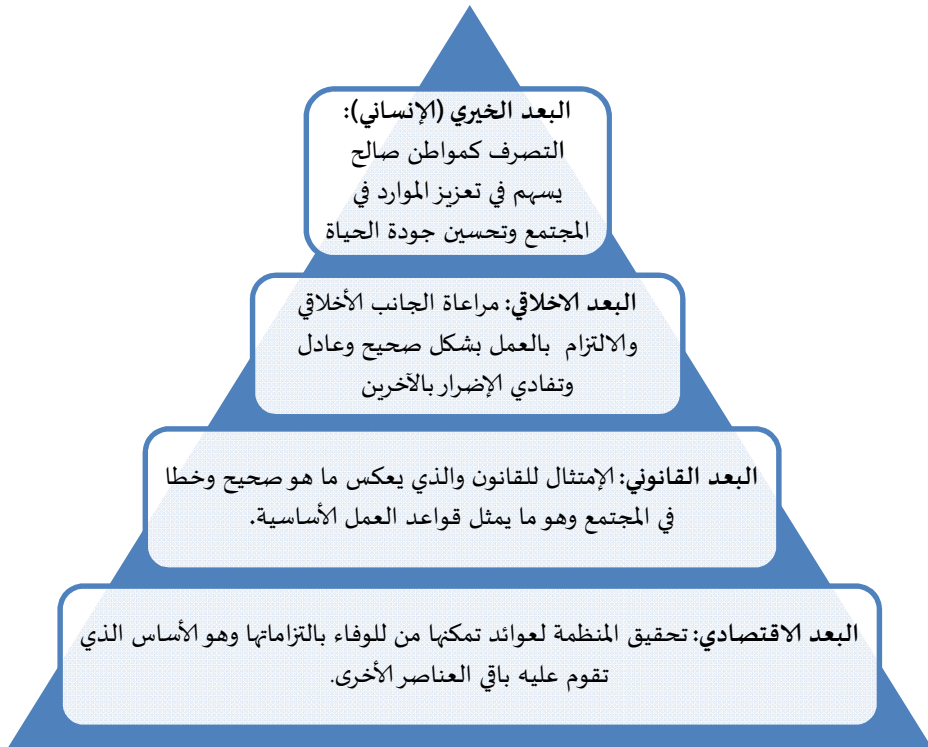 البعد الخيري (الإنساني):
التصرف كمواطن صالح
يسهم في تعزيز الموارد في
المجتمع وتحسين جودة الحياة
البعد الاخلاقي: مراعاة الجانب الأخلاقي
والالتزام بالعمل بشكل صحيح وعادل
وتفادي الإضرار بالآخرين
البعد القانوني: الإمتثال للقانون والذي يعكس ما هو صحيح وخطا
في المجتمع وهو ما يمثل قواعد العمل الأساسية.
البعد الاقتصادي: تحقيق المنظمة لعوائد تمكنها من للوفاء بالتزاماتها وهو الأساس الذي
تقوم عليه باقي العناصر الأخرى.